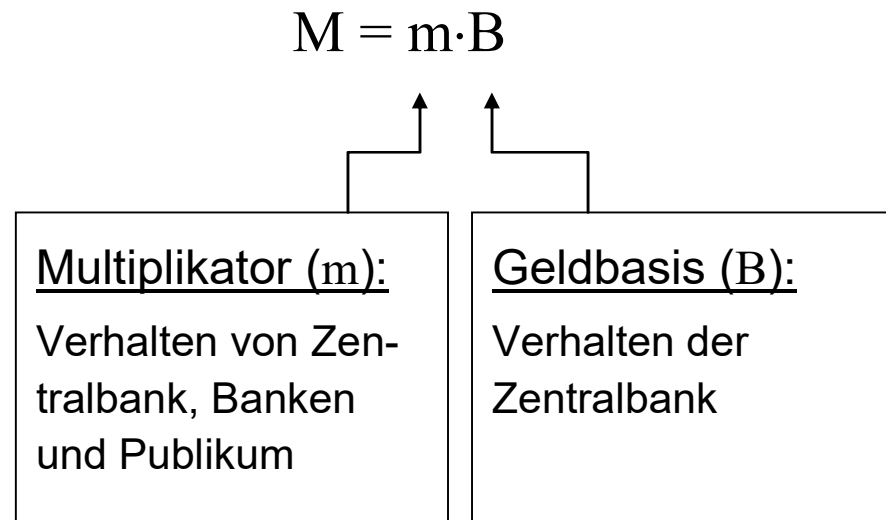 M = m·B
Multiplikator (m):
Verhalten von Zen-
tralbank, Banken
und Publikum
Geldbasis (B):
Verhalten der
Zentralbank